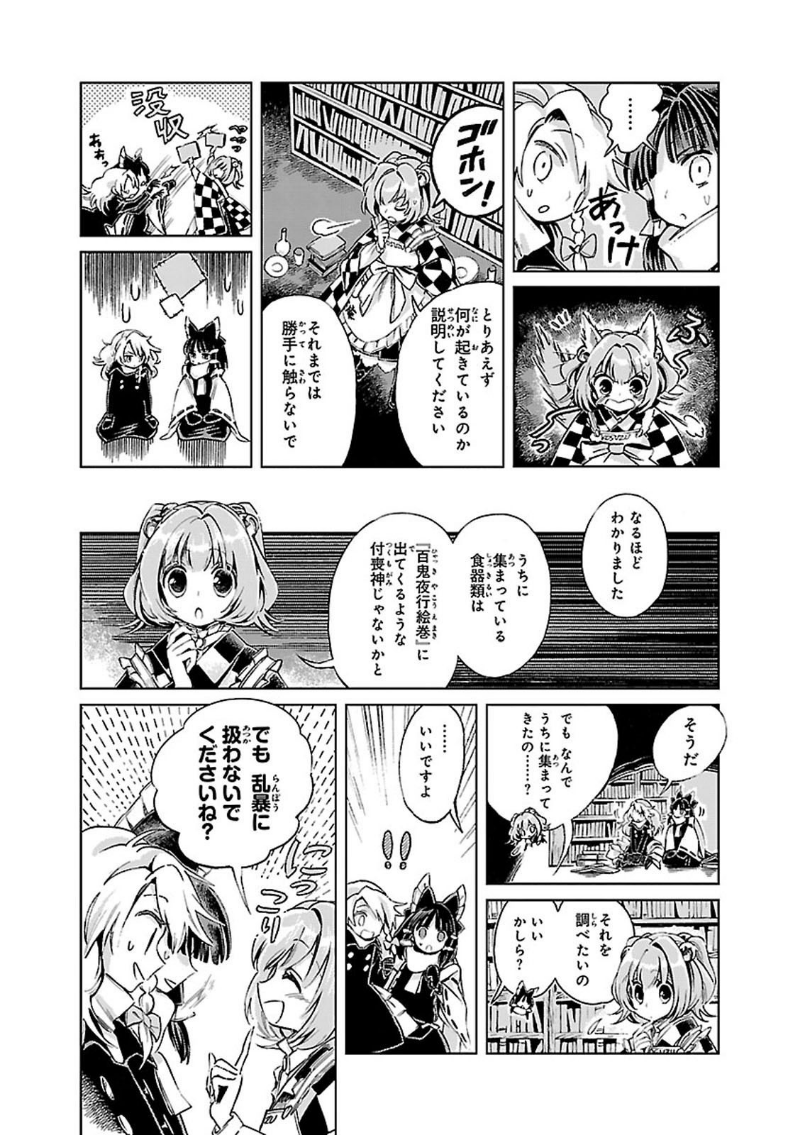 ……
あっけ
ふーっ
KOSUZU
ゴホン!
とりあえず
何が起きているのか
説明してください
それまでは
勝手に触らないで
没収
あぁっ
なるほど
わかりました
うちに
集まっている
食器類は
『百鬼夜行絵巻』に
出てくるような
付喪神じゃないかと
そうだ
でも なんで
うちに集まって
きたの……?
それを
調べたいの
いい
かしら?
……
いいですよ
!!
でも 乱暴に
扱わないで
くださいね?
にこにこ